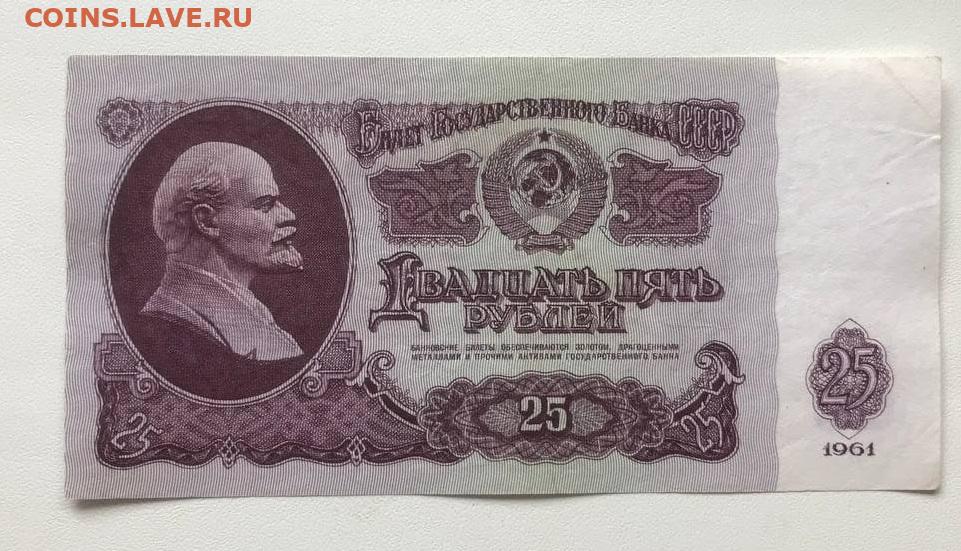 COINS.LAVE.RU
Билет Государственного Банка СССР
Двадцать пять
рублей
БАНКОВСКИЕ БИЛЕТЫ ОБЕСПЕЧИВАЮТСЯ ЗОЛОТОМ, ДРАГОЦЕННЫМИ
МЕТАЛЛАМИ И ПРОЧИМИ АКТИВАМИ ГОСУДАРСТВЕННОГО БАНКА
25
25
25
25
1961